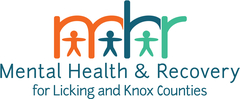 mhr
Mental Health & Recovery
for Licking and Knox Counties